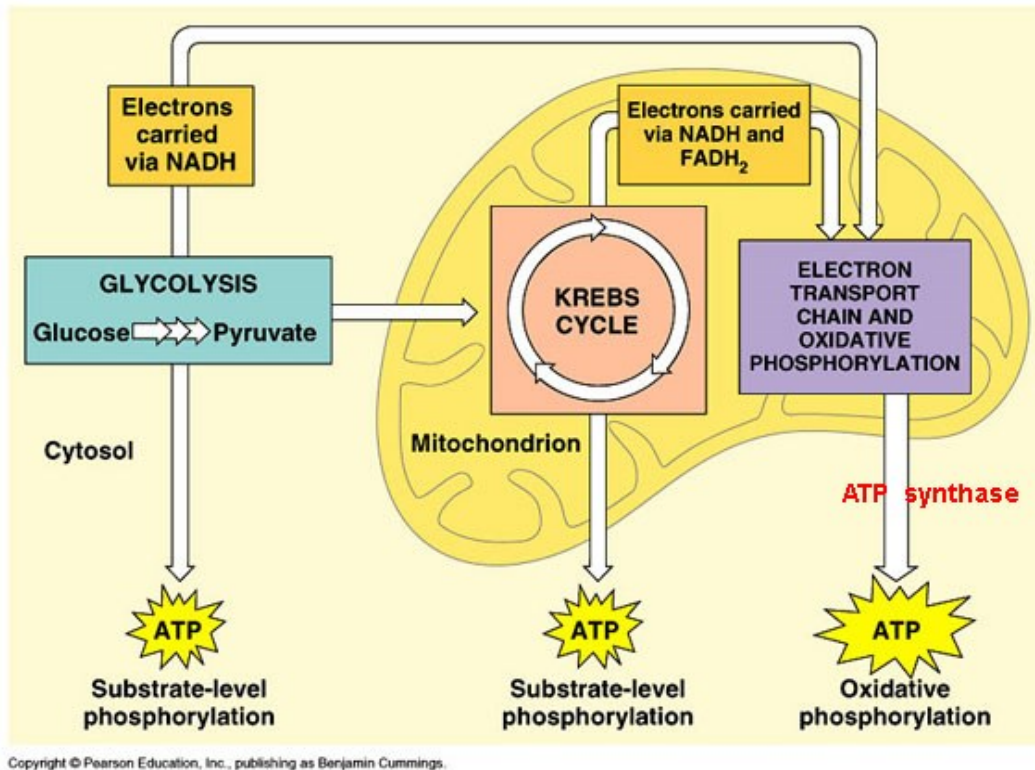 Electrons
carried
via NADH
Electrons carried
via NADH and
FADH₂
GLYCOLYSIS
Glucose Pyruvate
KREBS
CYCLE
ELECTRON
TRANSPORT
CHAIN AND
OXIDATIVE
PHOSPHORYLATION
Cytosol
Mitochondrion
ATP synthase
ATP
ATP
ATP
Substrate-level
phosphorylation
Substrate-level
phosphorylation
Oxidative
phosphorylation
Copyright © Pearson Education, Inc., publishing as Benjamin Cummings.